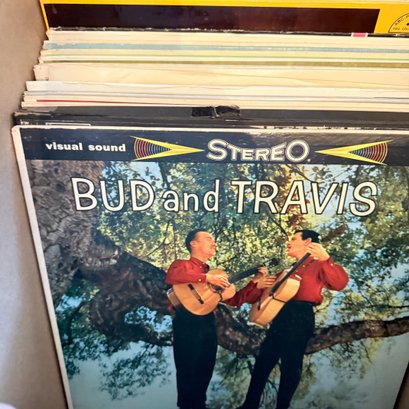 visual sound STEREO
BUD and TRAVIS